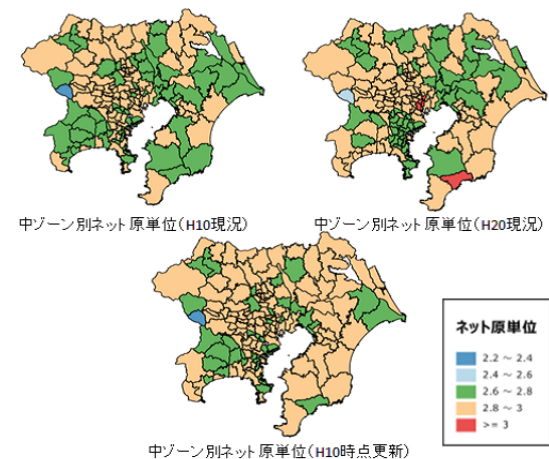 中ゾーン別ネット原単位(H10現況)
中ゾーン別ネット原単位(H20現況)
ネット原単位
2.2 ～ 2.4
2.4 ～ 2.6
2.6 ～ 2.8
2.8 ～ 3
>= 3
中ゾーン別ネット原単位(H10時点更新)